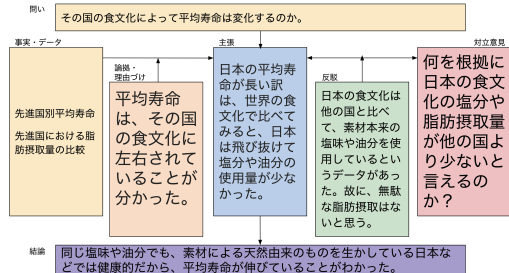 問い
その国の食文化によって平均寿命は変化するのか。
事実・データ
先進国別平均寿命
先進国における脂
肪摂取量の比較
論拠・
理由づけ
平均寿命
は、その国
の食文化に
左右されて
いることが
分かった。
主張
日本の平均寿
命が長い訳
は、世界の食
文化で比べて
みると、日本
は飛び抜けて
塩分や油分の
使用量が少な
かった。
反駁
日本の食文化は
他の国と比べ
て、素材本来の
塩味や油分を使
用しているとい
うデータがあっ
た。故に、無駄
な脂肪摂取はな
いと思う。
対立意見
何を根拠に
日本の食文
化の塩分や
脂肪摂取量
が他の国よ
り少ないと
言えるの
か？
結論
同じ塩味や油分でも、素材による天然由来のものを生かしている日本な
どでは健康的だから、平均寿命が伸びていることがわかった。